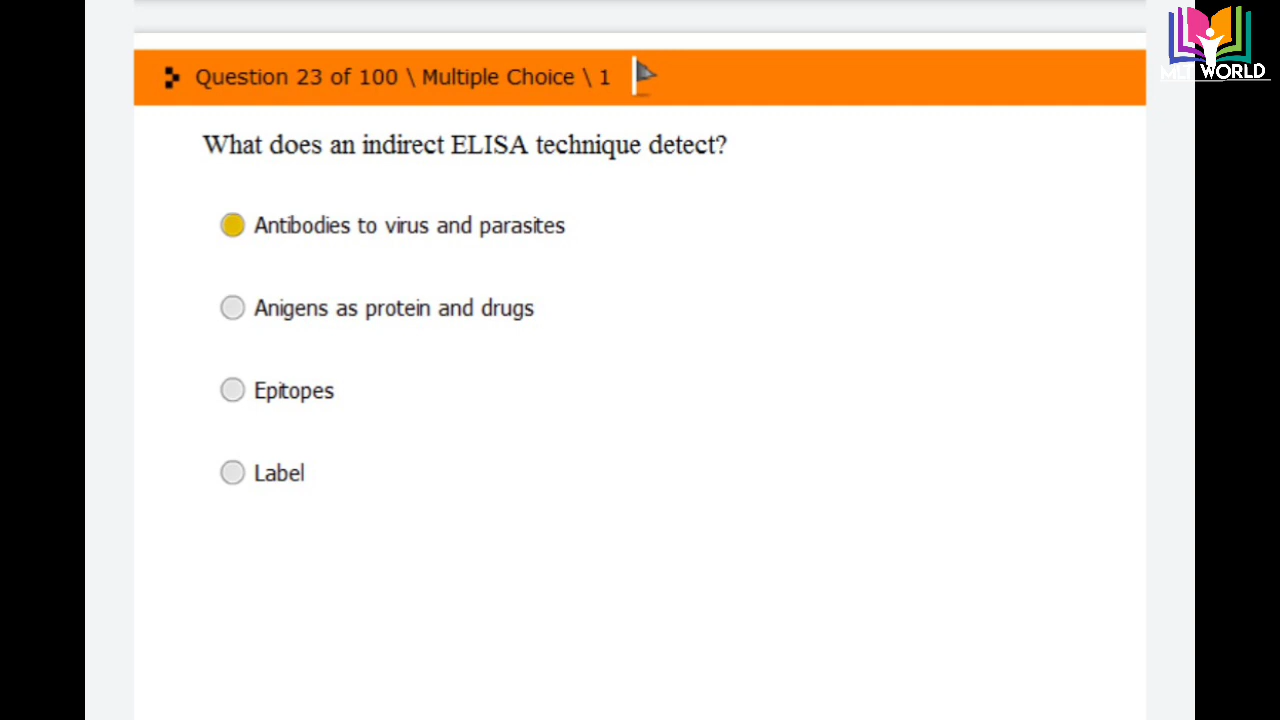 MLT WORLD
Question 23 of 100 \ Multiple Choice \ 1
What does an indirect ELISA technique detect?
Antibodies to virus and parasites
Anigens as protein and drugs
Epitopes
Label